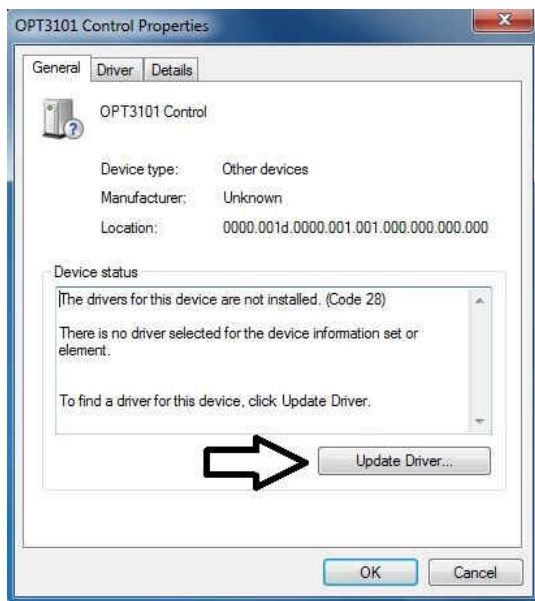 OPT3101 Control Properties
General Driver Details
OPT3101 Control
Device type: Other devices
Manufacturer: Unknown
Location: 0000.001d.0000.001.001.000.000.000.000
Device status
The drivers for this device are not installed. (Code 28)
There is no driver selected for the device information set or
element.
To find a driver for this device, click Update Driver.
Update Driver...
OK Cancel